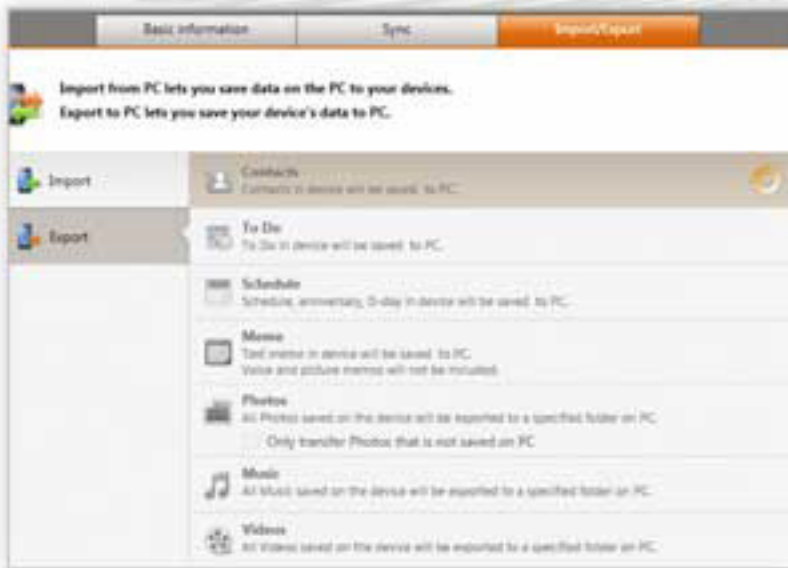 Basic information
Sync
Import/Export
Import from PC lets you save data on the PC to your devices.
Export to PC lets you save your device's data to PC.
Import
Export
Contacts
Contacts in device will be saved to PC.
To Do
To Do in device will be saved to PC.
Schedule
Schedule, anniversary, D-day in device will be saved to PC.
Memo
Text memo in device will be saved to PC.
Voice and picture memos will not be included.
Photos
All Photos saved on the device will be exported to a specified folder on PC.
Only transfer Photos that is not saved on PC
Music
All Music saved on the device will be exported to a specified folder on PC.
Videos
All Videos saved on the device will be exported to a specified folder on PC.